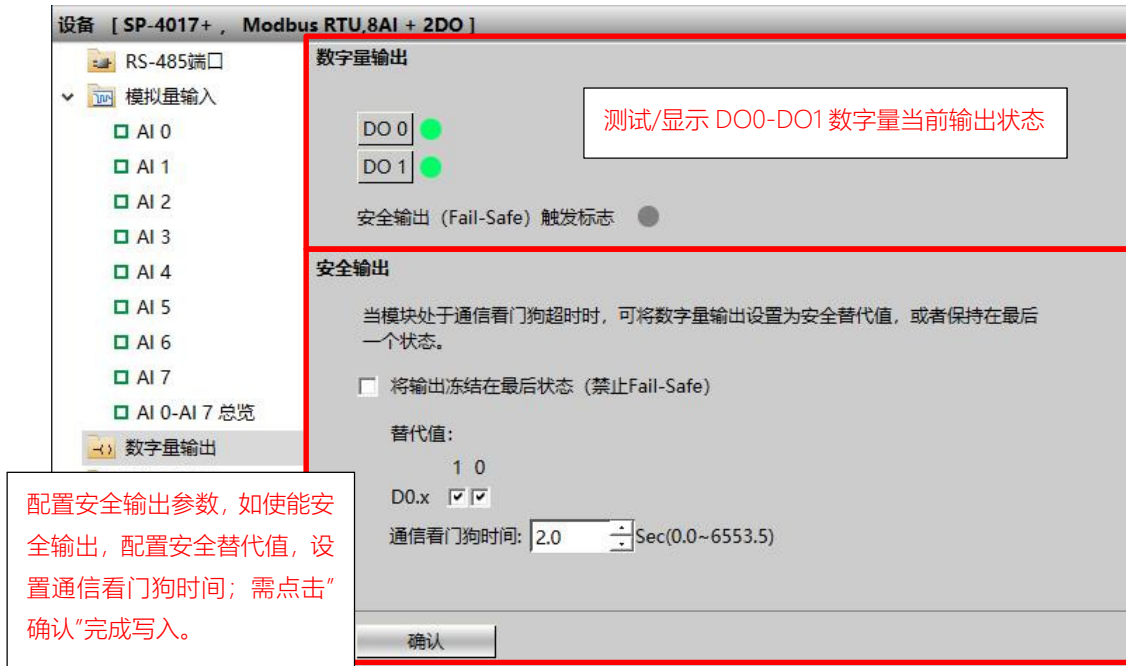 设备 [ SP-4017+ , Modbus RTU,8AI + 2DO ]
RS-485端口
模拟量输入
AI 0
AI 1
AI 2
AI 3
AI 4
AI 5
AI 6
AI 7
AI 0-AI 7 总览
数字量输出
数字量输出
测试/显示 DO0-DO1 数字量当前输出状态
DO 0
DO 1
安全输出（Fail-Safe）触发标志
安全输出
当模块处于通信看门狗超时时，可将数字量输出设置为安全替代值，或者保持在最后
一个状态。
将输出冻结在最后状态（禁止Fail-Safe）
替代值：
1 0
D0.x
通信看门狗时间: 2.0 Sec(0.0~6553.5)
确认
配置安全输出参数，如使能安
全输出，配置安全替代值，设
置通信看门狗时间；需点击”
确认”完成写入。